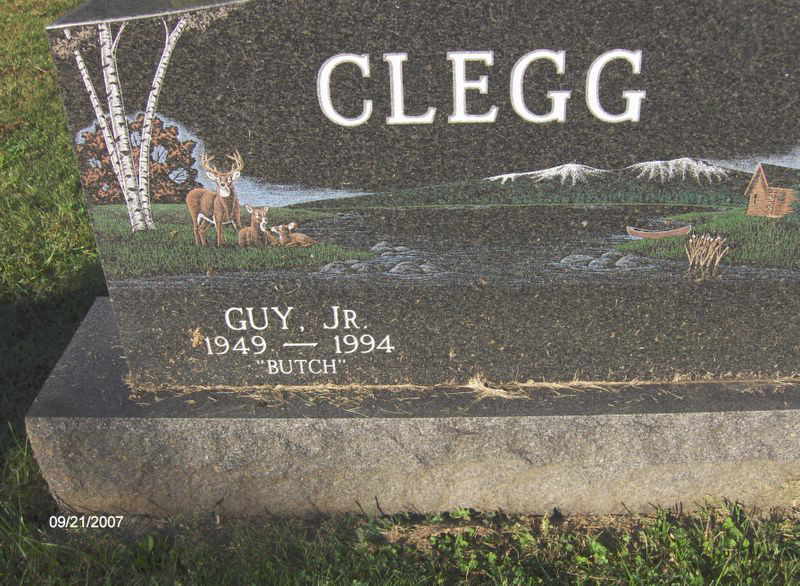 CLEGG
GUY, JR.
1949 — 1994
"BUTCH"
09/21/2007